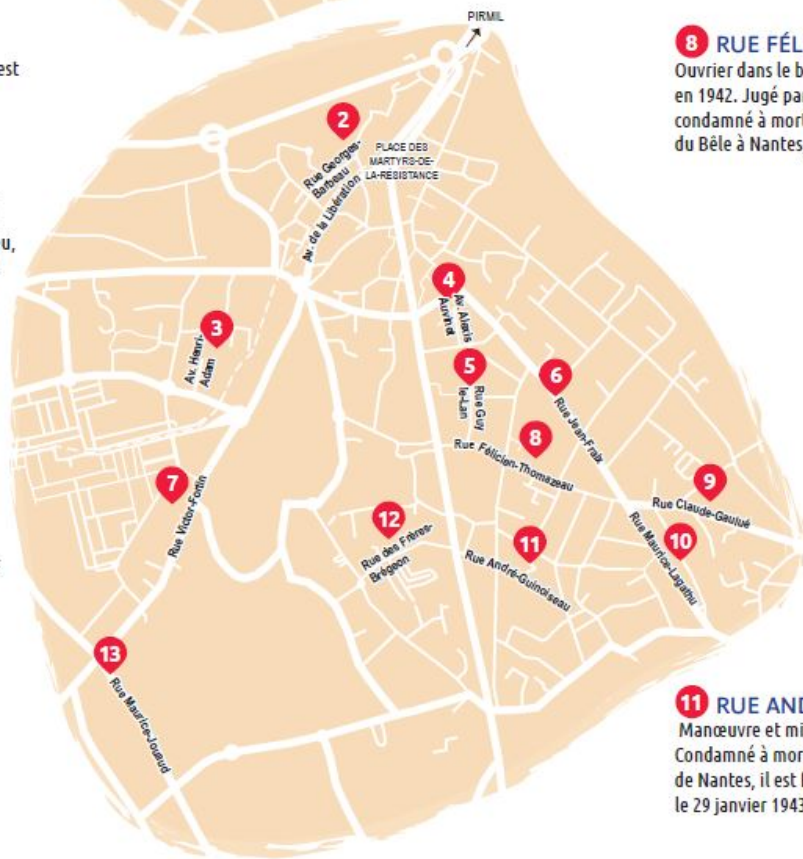 est
u,
PIRMIL
2
Rue Georges-
Barbeau
PLACE DES
MARTYRS-DE-
LA-RÉSISTANCE
Av. de la Libération
3
Av. Henri-
Adam
4
Av. Alexis
Auvinet
5
Rue Guy
le-Lan
6
Rue Jean-Fraix
7
Rue Victor-Fortin
8
Rue Félicien-Thomazeau
9
Rue Claude-Gaulué
10
Rue Maurice-Lagathu
11
Rue André-Guinoiseau
12
Rue des Frères-
Brégeon
13
Rue Maurice-Jouaud
8 RUE FÉL
Ouvrier dans le b
en 1942. Jugé par
condamné à mort
du Bêle à Nantes
11 RUE AND
Manœuvre et mi
Condamné à mor
de Nantes, il est
le 29 janvier 1943